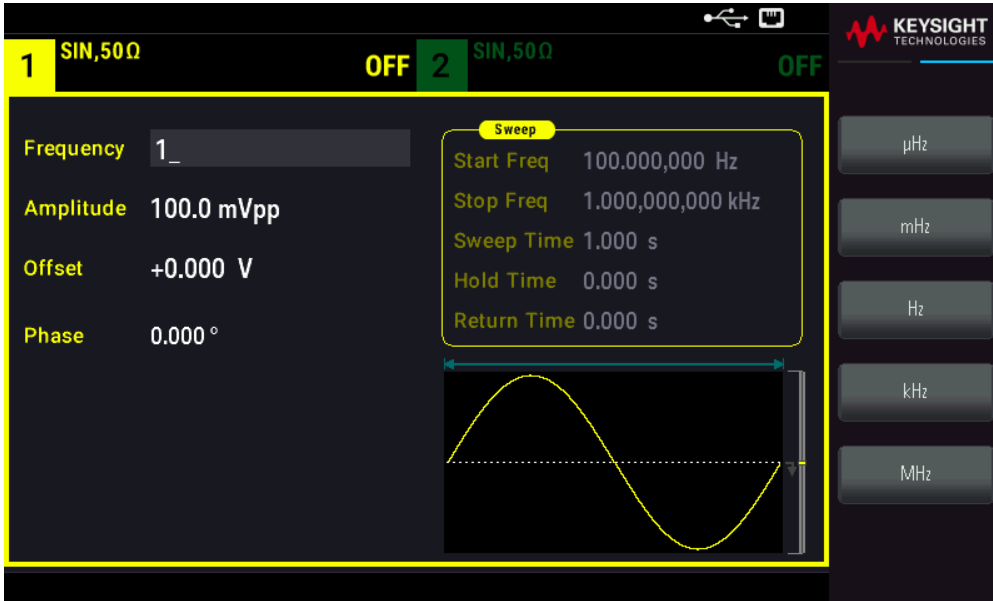 KEYSIGHT
TECHNOLOGIES
1 SIN,50Ω OFF 2 SIN,50Ω OFF
Frequency 1_
Amplitude 100.0 mVpp
Offset +0.000 V
Phase 0.000 °
Sweep
Start Freq 100.000,000 Hz
Stop Freq 1.000,000,000 kHz
Sweep Time 1.000 s
Hold Time 0.000 s
Return Time 0.000 s
µHz
mHz
Hz
kHz
MHz